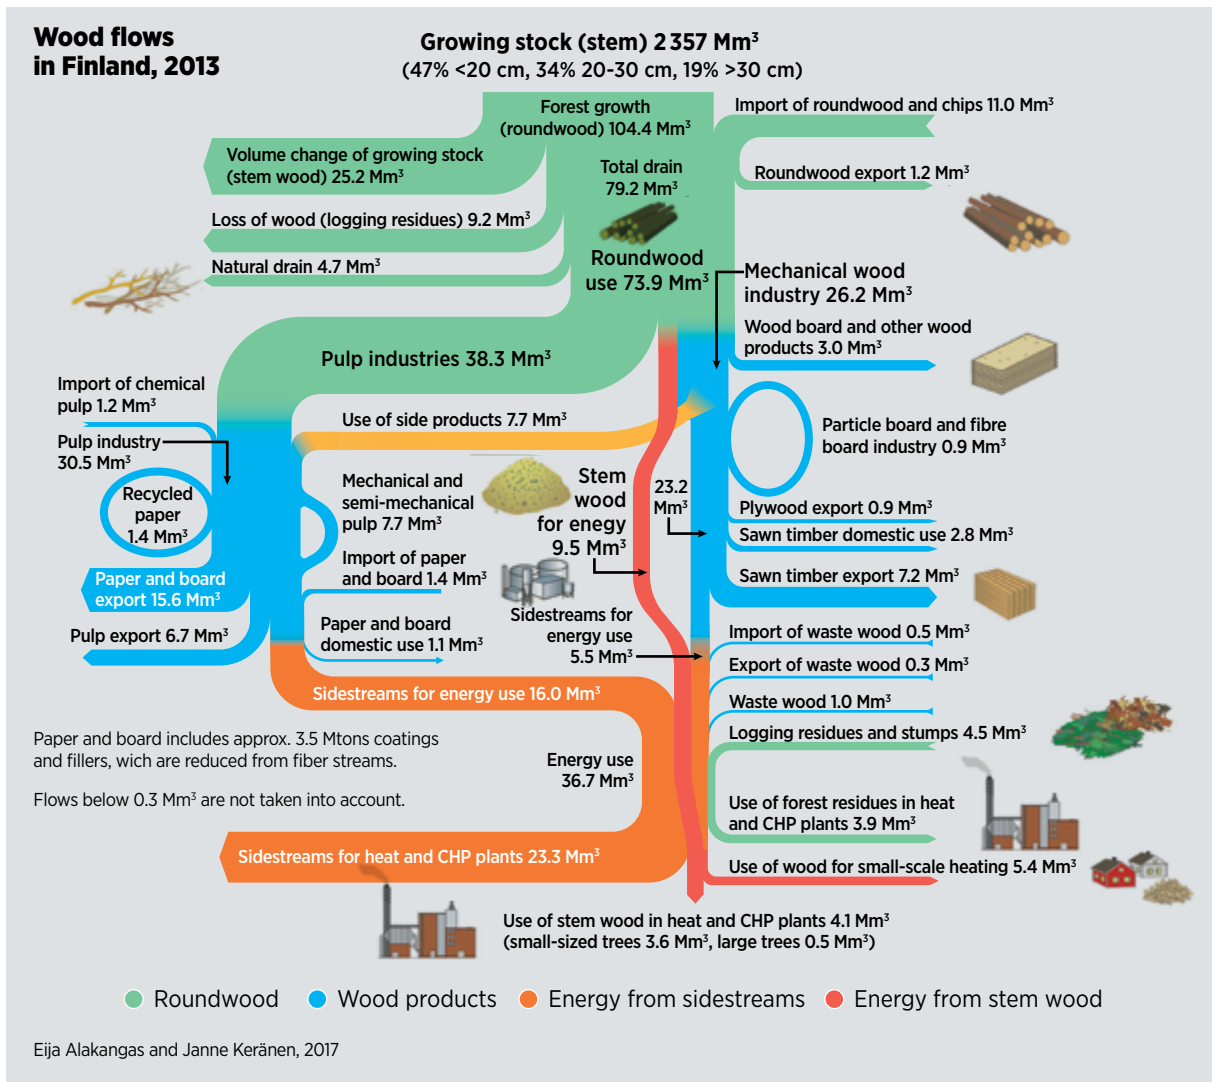 Wood flows
in Finland, 2013
Growing stock (stem) 2 357 Mm³
(47% <20 cm, 34% 20-30 cm, 19% >30 cm)
Forest growth
(roundwood) 104.4 Mm³
Import of roundwood and chips 11.0 Mm³
Volume change of growing stock
(stem wood) 25.2 Mm³
Total drain
79.2 Mm³
Roundwood export 1.2 Mm³
Loss of wood (logging residues) 9.2 Mm³
Natural drain 4.7 Mm³
Roundwood
use 73.9 Mm³
Mechanical wood
industry 26.2 Mm³
Wood board and other wood
products 3.0 Mm³
Pulp industries 38.3 Mm³
Import of chemical
pulp 1.2 Mm³
Use of side products 7.7 Mm³
Particle board and fibre
board industry 0.9 Mm³
Pulp industry
30.5 Mm³
Recycled
paper
1.4 Mm³
Mechanical and
semi-mechanical
pulp 7.7 Mm³
Stem
wood
for enegy
9.5 Mm³
23.2
Mm³
Plywood export 0.9 Mm³
Sawn timber domestic use 2.8 Mm³
Import of paper
and board 1.4 Mm³
Sawn timber export 7.2 Mm³
Paper and board
export 15.6 Mm³
Pulp export 6.7 Mm³
Paper and board
domestic use 1.1 Mm³
Sidestreams for
energy use
5.5 Mm³
Import of waste wood 0.5 Mm³
Export of waste wood 0.3 Mm³
Sidestreams for energy use 16.0 Mm³
Waste wood 1.0 Mm³
Logging residues and stumps 4.5 Mm³
Paper and board includes approx. 3.5 Mtons coatings
and fillers, wich are reduced from fiber streams.
Flows below 0.3 Mm³ are not taken into account.
Energy use
36.7 Mm³
Use of forest residues in heat
and CHP plants 3.9 Mm³
Sidestreams for heat and CHP plants 23.3 Mm³
Use of wood for small-scale heating 5.4 Mm³
Use of stem wood in heat and CHP plants 4.1 Mm³
(small-sized trees 3.6 Mm³, large trees 0.5 Mm³)
Roundwood
Wood products
Energy from sidestreams
Energy from stem wood
Eija Alakangas and Janne Keränen, 2017